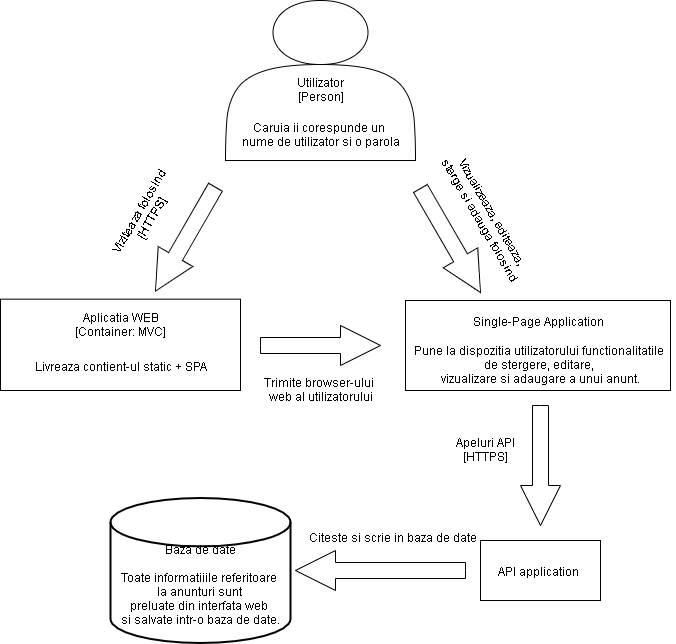 Utilizator
[Person]
Caruia ii corespunde un
nume de utilizator si o parola
Viziteaza folosind
[HTTPS]
Vizualizeaza, editeaza,
sterge si adauga folosind
Aplicatia WEB
[Container: MVC]
Livreaza contient-ul static + SPA
Trimite browser-ului
web al utilizatorului
Single-Page Application
Pune la dispozitia utilizatorului functionalitatile
de stergere, editare,
vizualizare si adaugare a unui anunt.
Apeluri API
[HTTPS]
Citeste si scrie in baza de date
API application
Baza de date
Toate informatiile referitoare
la anunturi sunt
preluate din interfata web
si salvate intr-o baza de date.